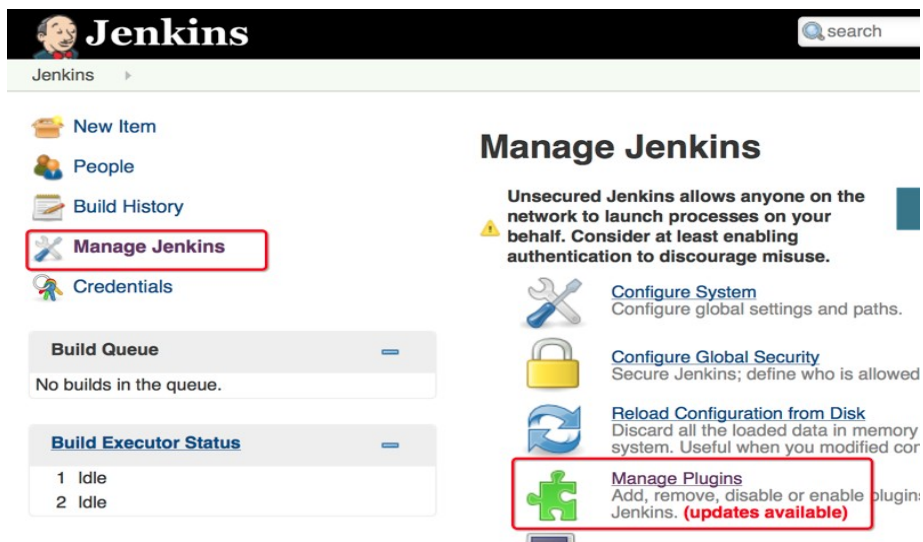 Jenkins
search
Jenkins
New Item
People
Build History
Manage Jenkins
Credentials
Build Queue
No builds in the queue.
Build Executor Status
1 Idle
2 Idle
Manage Jenkins
Unsecured Jenkins allows anyone on the
network to launch processes on your
behalf. Consider at least enabling
authentication to discourage misuse.
Configure System
Configure global settings and paths.
Configure Global Security
Secure Jenkins; define who is allowed
Reload Configuration from Disk
Discard all the loaded data in memory
system. Useful when you modified con
Manage Plugins
Add, remove, disable or enable plugins
Jenkins. (updates available)